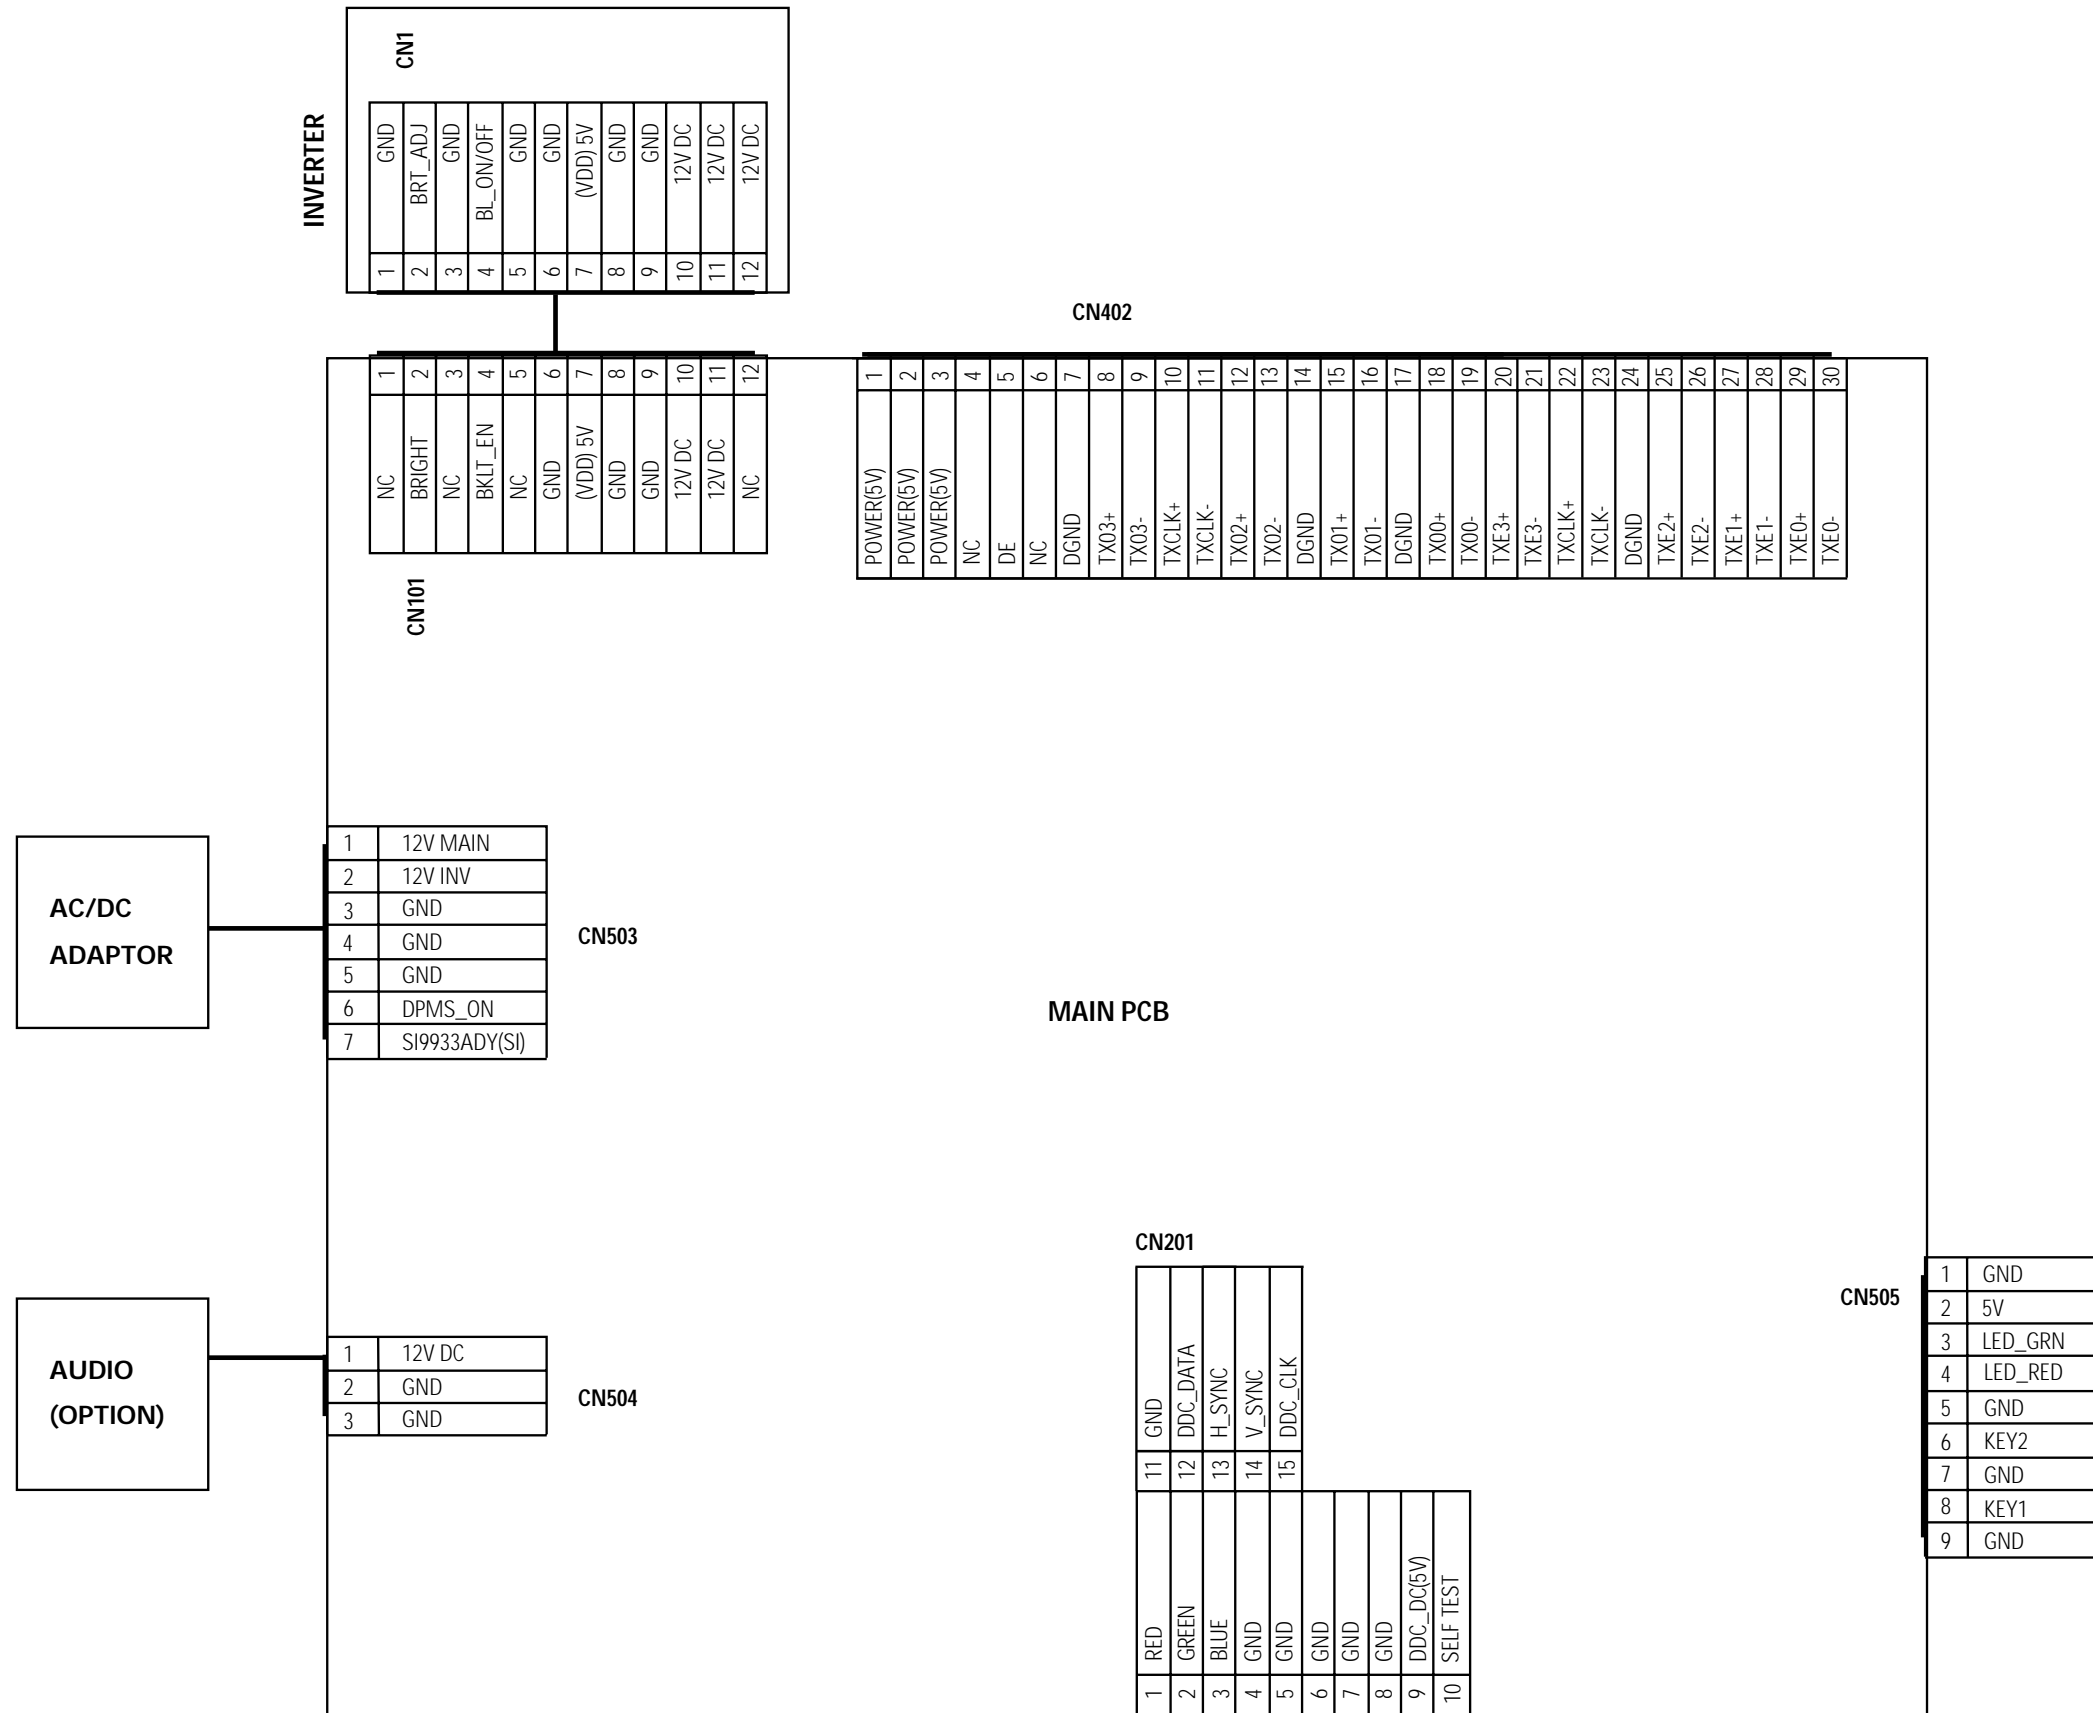 INVERTER
CN1
1 GND
2 BRT_ADJ
3 GND
4 BL_ON/OFF
5 GND
6 GND
7 (VDD) 5V
8 GND
9 GND
10 12V DC
11 12V DC
12 12V DC
1 NC
2 BRIGHT
3 NC
4 BKLT_EN
5 NC
6 GND
7 (VDD) 5V
8 GND
9 GND
10 12V DC
11 12V DC
12 NC
CN101
CN402
1 POWER(5V)
2 POWER(5V)
3 POWER(5V)
4 NC
5 DE
6 NC
7 DGND
8 TX03+
9 TX03-
10 TXCLK+
11 TXCLK-
12 TX02+
13 TX02-
14 DGND
15 TX01+
16 TX01-
17 DGND
18 TX00+
19 TX00-
20 TXE3+
21 TXE3-
22 TXCLK+
23 TXCLK-
24 DGND
25 TXE2+
26 TXE2-
27 TXE1+
28 TXE1-
29 TXE0+
30 TXE0-
AC/DC
ADAPTOR
1 12V MAIN
2 12V INV
3 GND
4 GND
5 GND
6 DPMS_ON
7 SI9933ADY(SI)
CN503
MAIN PCB
AUDIO
(OPTION)
1 12V DC
2 GND
3 GND
CN504
CN201
11 GND
12 DDC_DATA
13 H_SYNC
14 V_SYNC
15 DDC_CLK
1 RED
2 GREEN
3 BLUE
4 GND
5 GND
6 GND
7 GND
8 GND
9 DDC_DC(5V)
10 SELF TEST
CN505
1 GND
2 5V
3 LED_GRN
4 LED_RED
5 GND
6 KEY2
7 GND
8 KEY1
9 GND